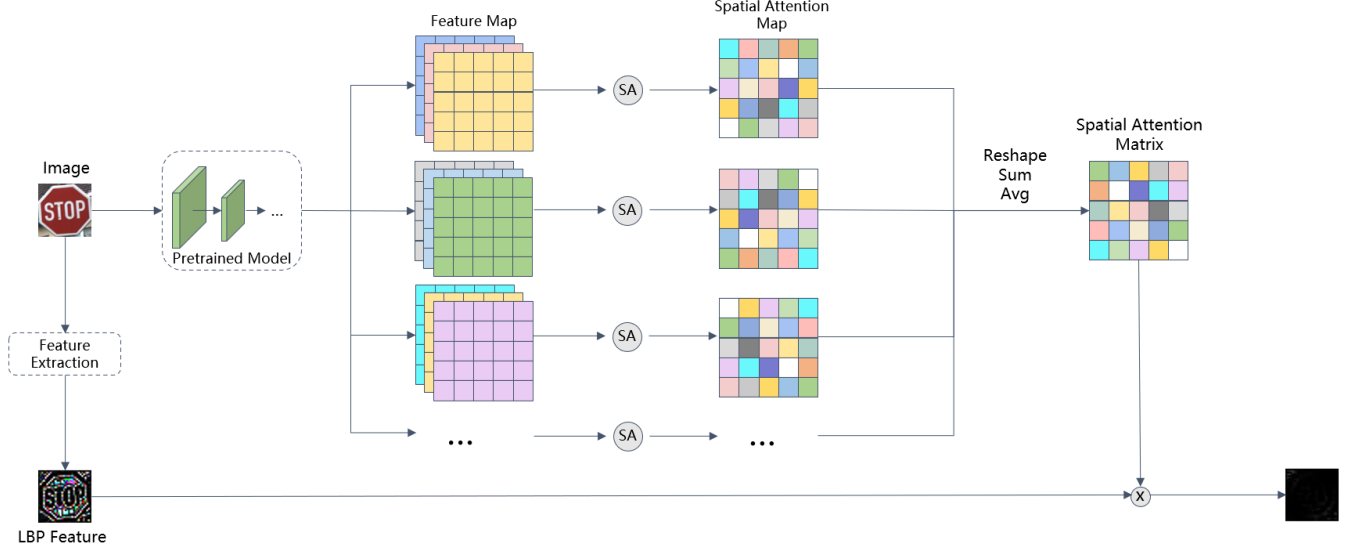 Feature Map
Spatial Attention
Map
SA
Spatial Attention
Matrix
Image
STOP
...
Pretrained Model
SA
Reshape
Sum
Avg
SA
Feature
Extraction
...
SA
...
STOP
LBP Feature
X